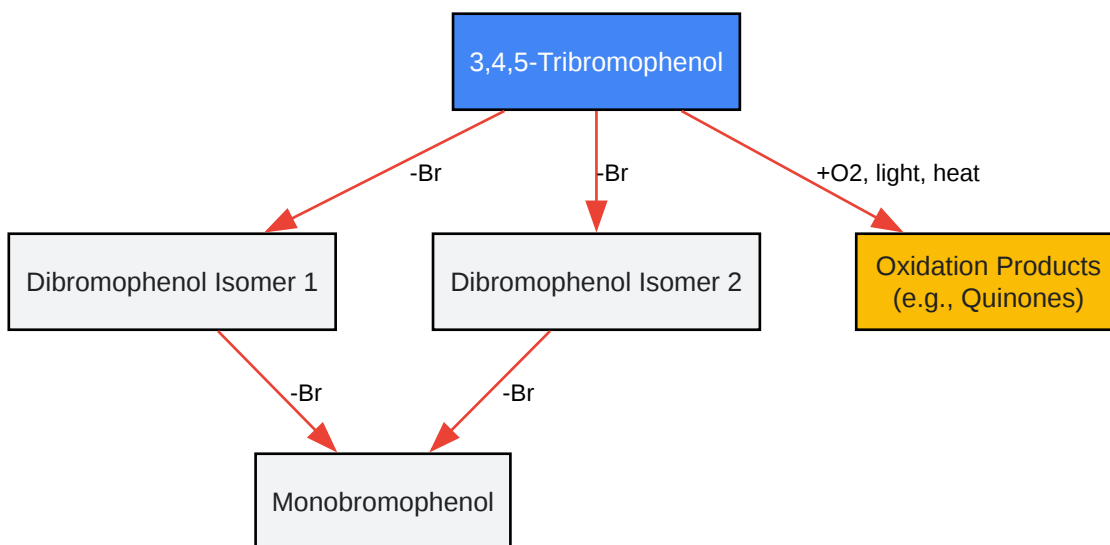 3,4,5-Tribromophenol
-Br
-Br
+O2, light, heat
Dibromophenol Isomer 1
Dibromophenol Isomer 2
Oxidation Products
(e.g., Quinones)
-Br
-Br
Monobromophenol